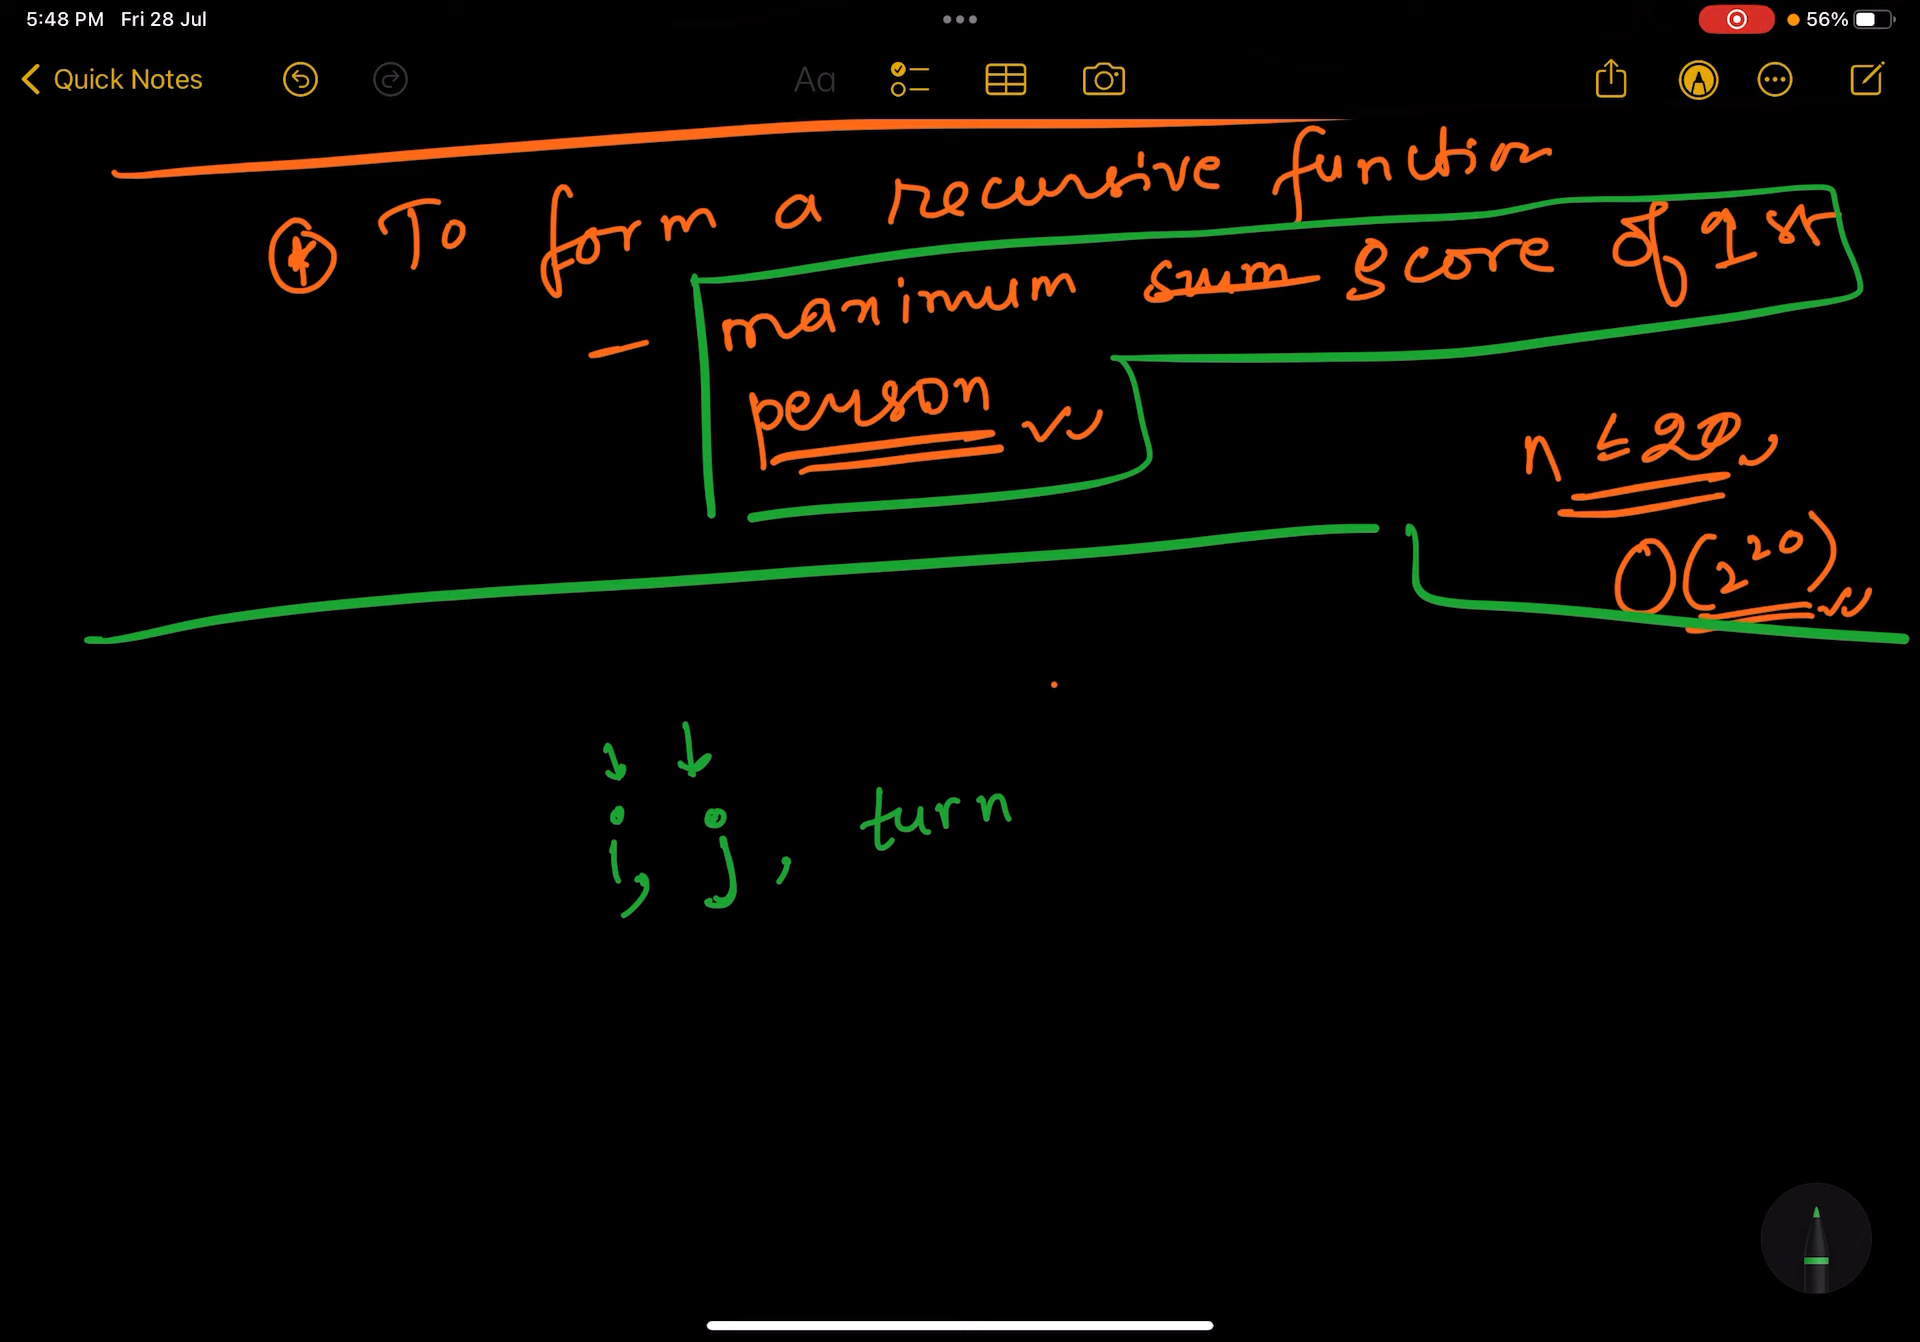 5:48 PM Fri 28 Jul
56%
Quick Notes
Aa
To form a recursive function
- maximum sum score of 1st
person
n ≤ 20
O(2^20)
i, j, turn